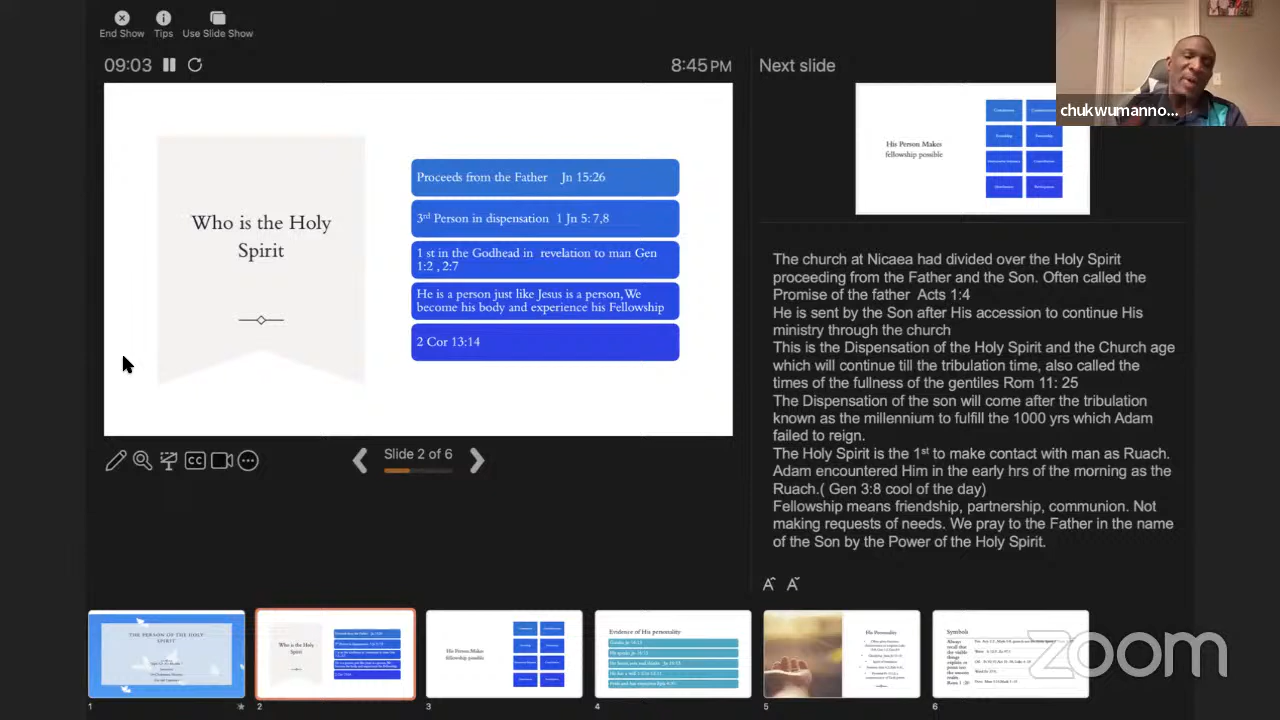 End Show Tips Use Slide Show
09:03
8:45 PM
Next slide
chukwumanno...
Who is the Holy
Spirit
Proceeds from the Father Jn 15:26
3rd Person in dispensation 1 Jn 5: 7,8
1 st in the Godhead in revelation to man Gen
1:2 , 2:7
He is a person just like Jesus is a person,We
become his body and experience his Fellowship
2 Cor 13:14
His Person Makes
fellowship possible
The church at Nicaea had divided over the Holy Spirit
proceeding from the Father and the Son. Often called the
Promise of the father Acts 1:4
He is sent by the Son after His accession to continue His
ministry through the church
This is the Dispensation of the Holy Spirit and the Church age
which will continue till the tribulation time, also called the
times of the fullness of the gentiles Rom 11: 25
The Dispensation of the son will come after the tribulation
known as the millennium to fulfill the 1000 yrs which Adam
failed to reign.
The Holy Spirit is the 1st to make contact with man as Ruach.
Adam encountered Him in the early hrs of the morning as the
Ruach.( Gen 3:8 cool of the day)
Fellowship means friendship, partnership, communion. Not
making requests of needs. We pray to the Father in the name
of the Son by the Power of the Holy Spirit.
CC
Slide 2 of 6
THE PERSON OF THE HOLY
SPIRIT
Who is the Holy
Spirit
His Person Makes
fellowship possible
Evidence of His personality
His Personality
Symbols
1
2
3
4
5
6
zoom